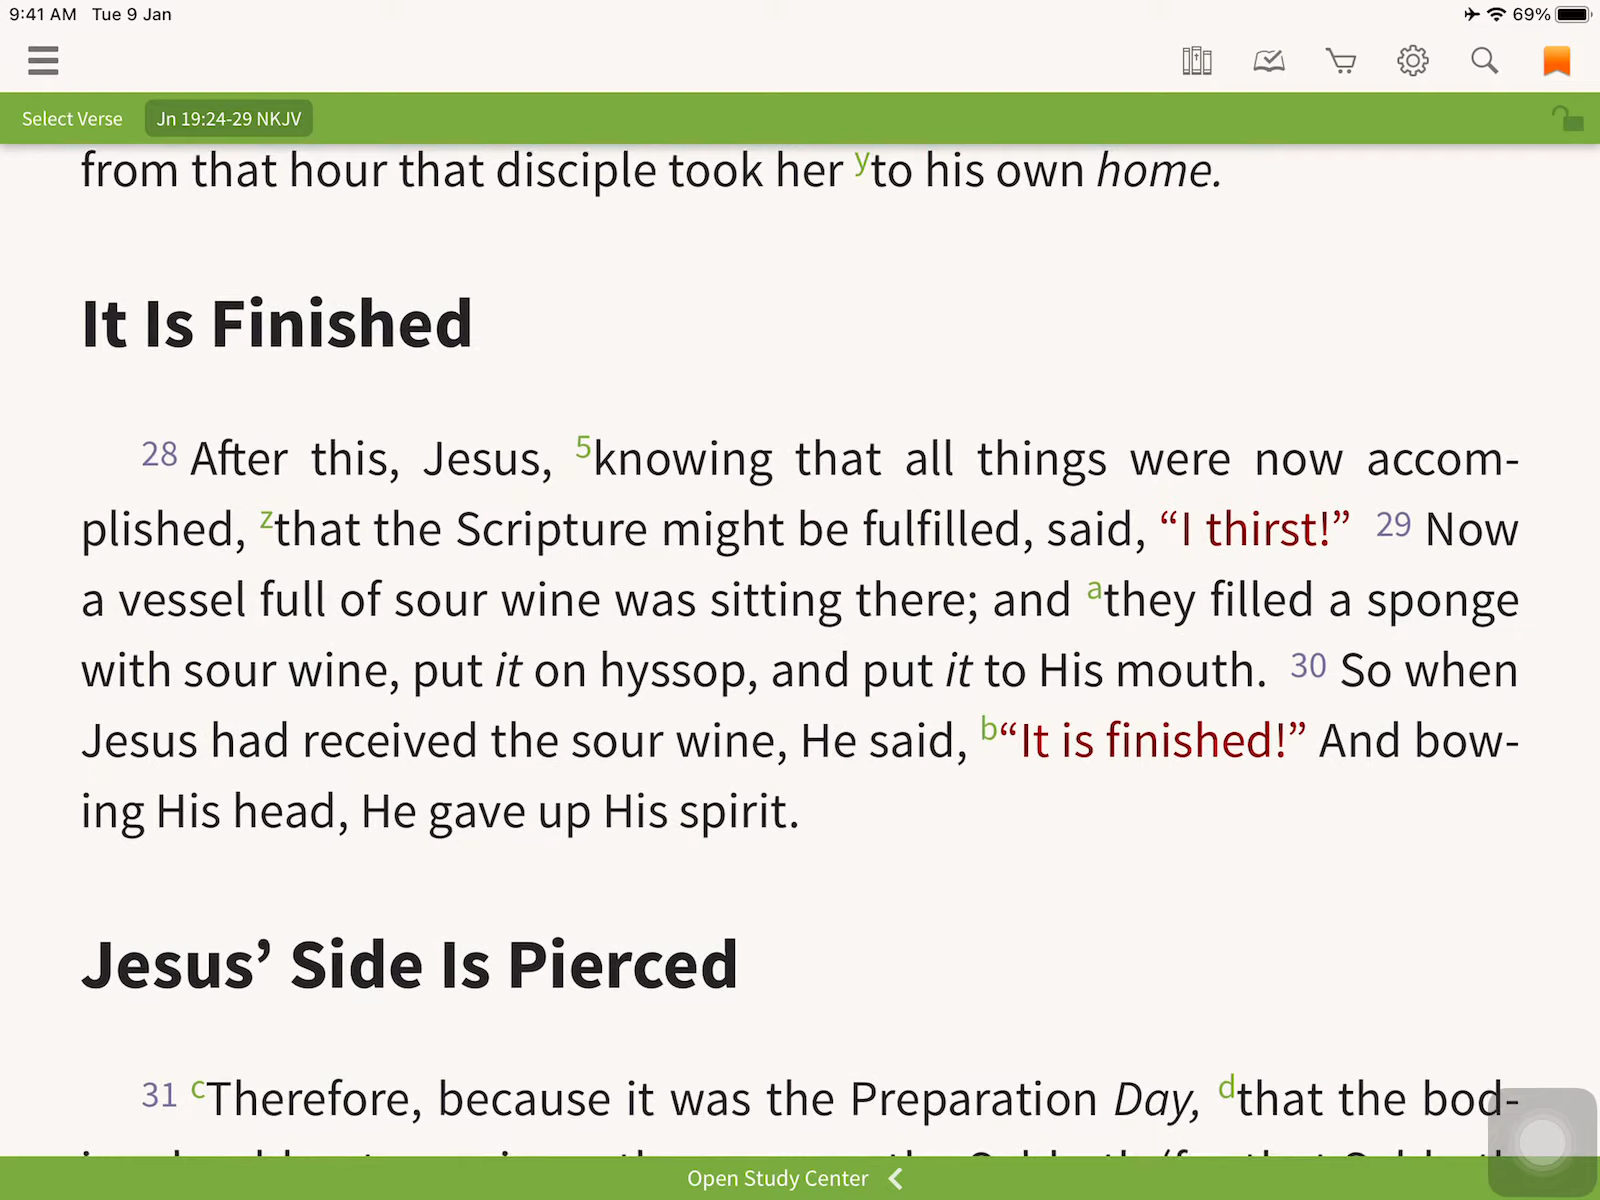 9:41 AM Tue 9 Jan 69%
Select Verse Jn 19:24-29 NKJV
from that hour that disciple took her yto his own home.
It Is Finished
28 After this, Jesus, 5knowing that all things were now accom-
plished, zthat the Scripture might be fulfilled, said, “I thirst!” 29 Now
a vessel full of sour wine was sitting there; and athey filled a sponge
with sour wine, put it on hyssop, and put it to His mouth. 30 So when
Jesus had received the sour wine, He said, b“It is finished!” And bow-
ing His head, He gave up His spirit.
Jesus’ Side Is Pierced
31 cTherefore, because it was the Preparation Day, dthat the bod-
Open Study Center